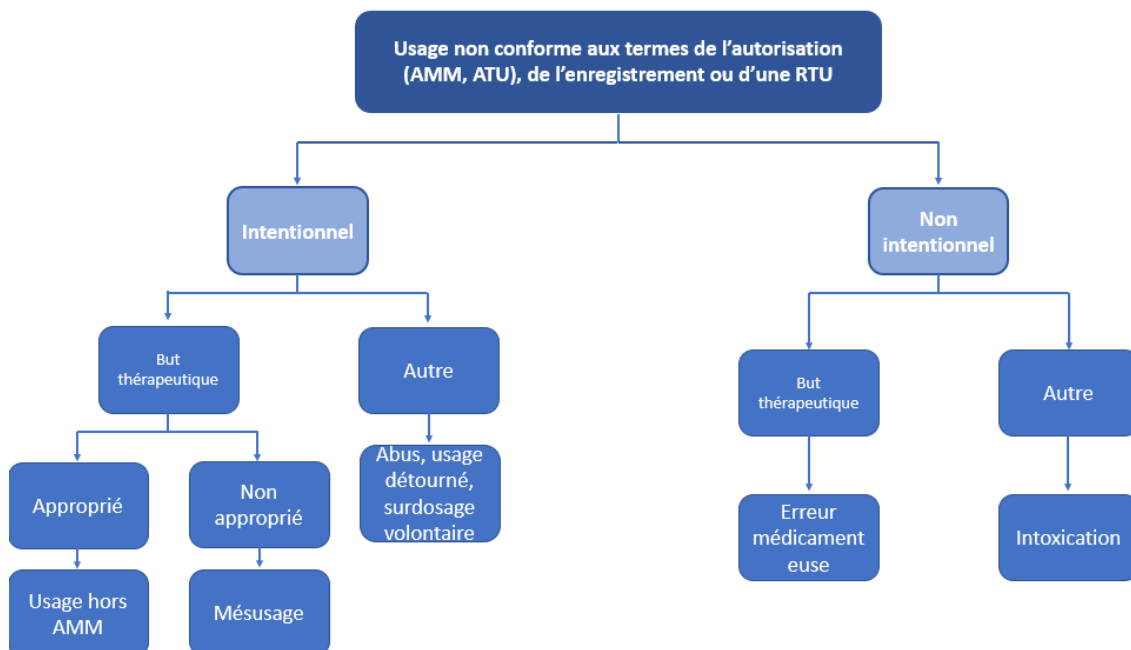 Usage non conforme aux termes de l’autorisation
(AMM, ATU), de l’enregistrement ou d’une RTU
Intentionnel
Non
intentionnel
But
thérapeutique
Autre
But
thérapeutique
Autre
Approprié
Non
approprié
Abus, usage
détourné,
surdosage
volontaire
Erreur
médicament
euse
Intoxication
Usage hors
AMM
Mésusage